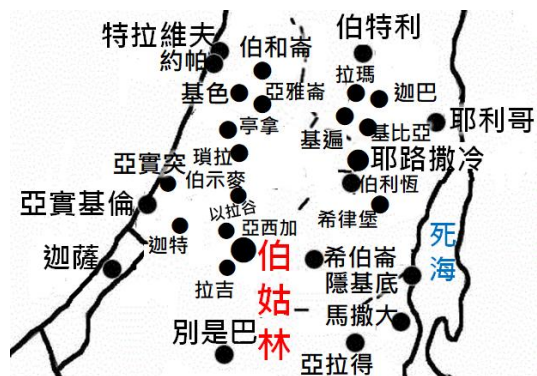 特拉維夫
約帕
伯和崙
伯特利
拉瑪
基色
亞雅崙
迦巴
亭拿
基遍
基比亞
耶利哥
亞實突
瑣拉
耶路撒冷
伯示麥
伯利恆
亞實基倫
以拉谷
希律堡
迦特
亞西加
死海
迦薩
伯姑林
希伯崙
拉吉
隱基底
別是巴
馬撒大
亞拉得